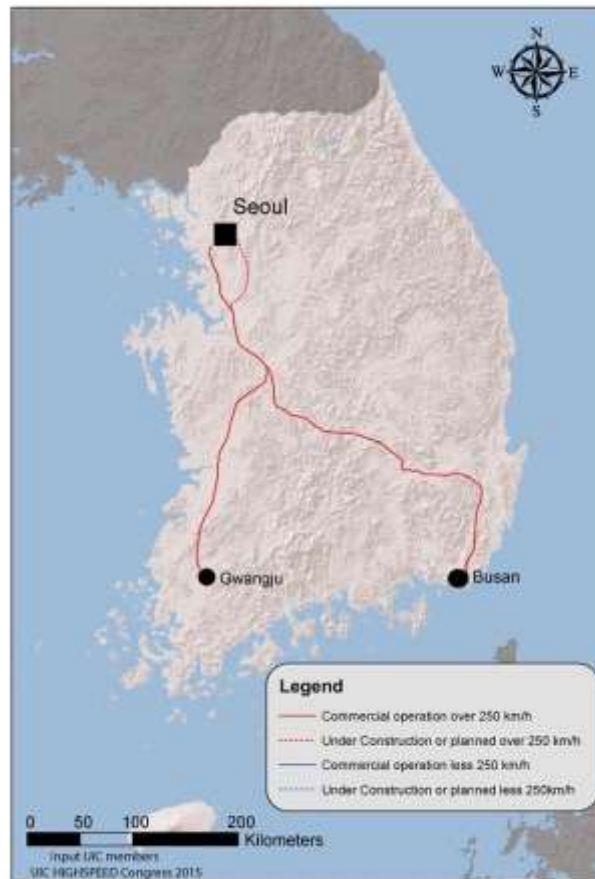 N
W E
S
Seoul
Gwangju
Busan
Legend
Commercial operation over 250 km/h
Under Construction or planned over 250 km/h
Commercial operation less 250 km/h
Under Construction or planned less 250km/h
0 50 100 200
Kilometers
Input UIC members
UIC HIGHSPEED Congress 2015